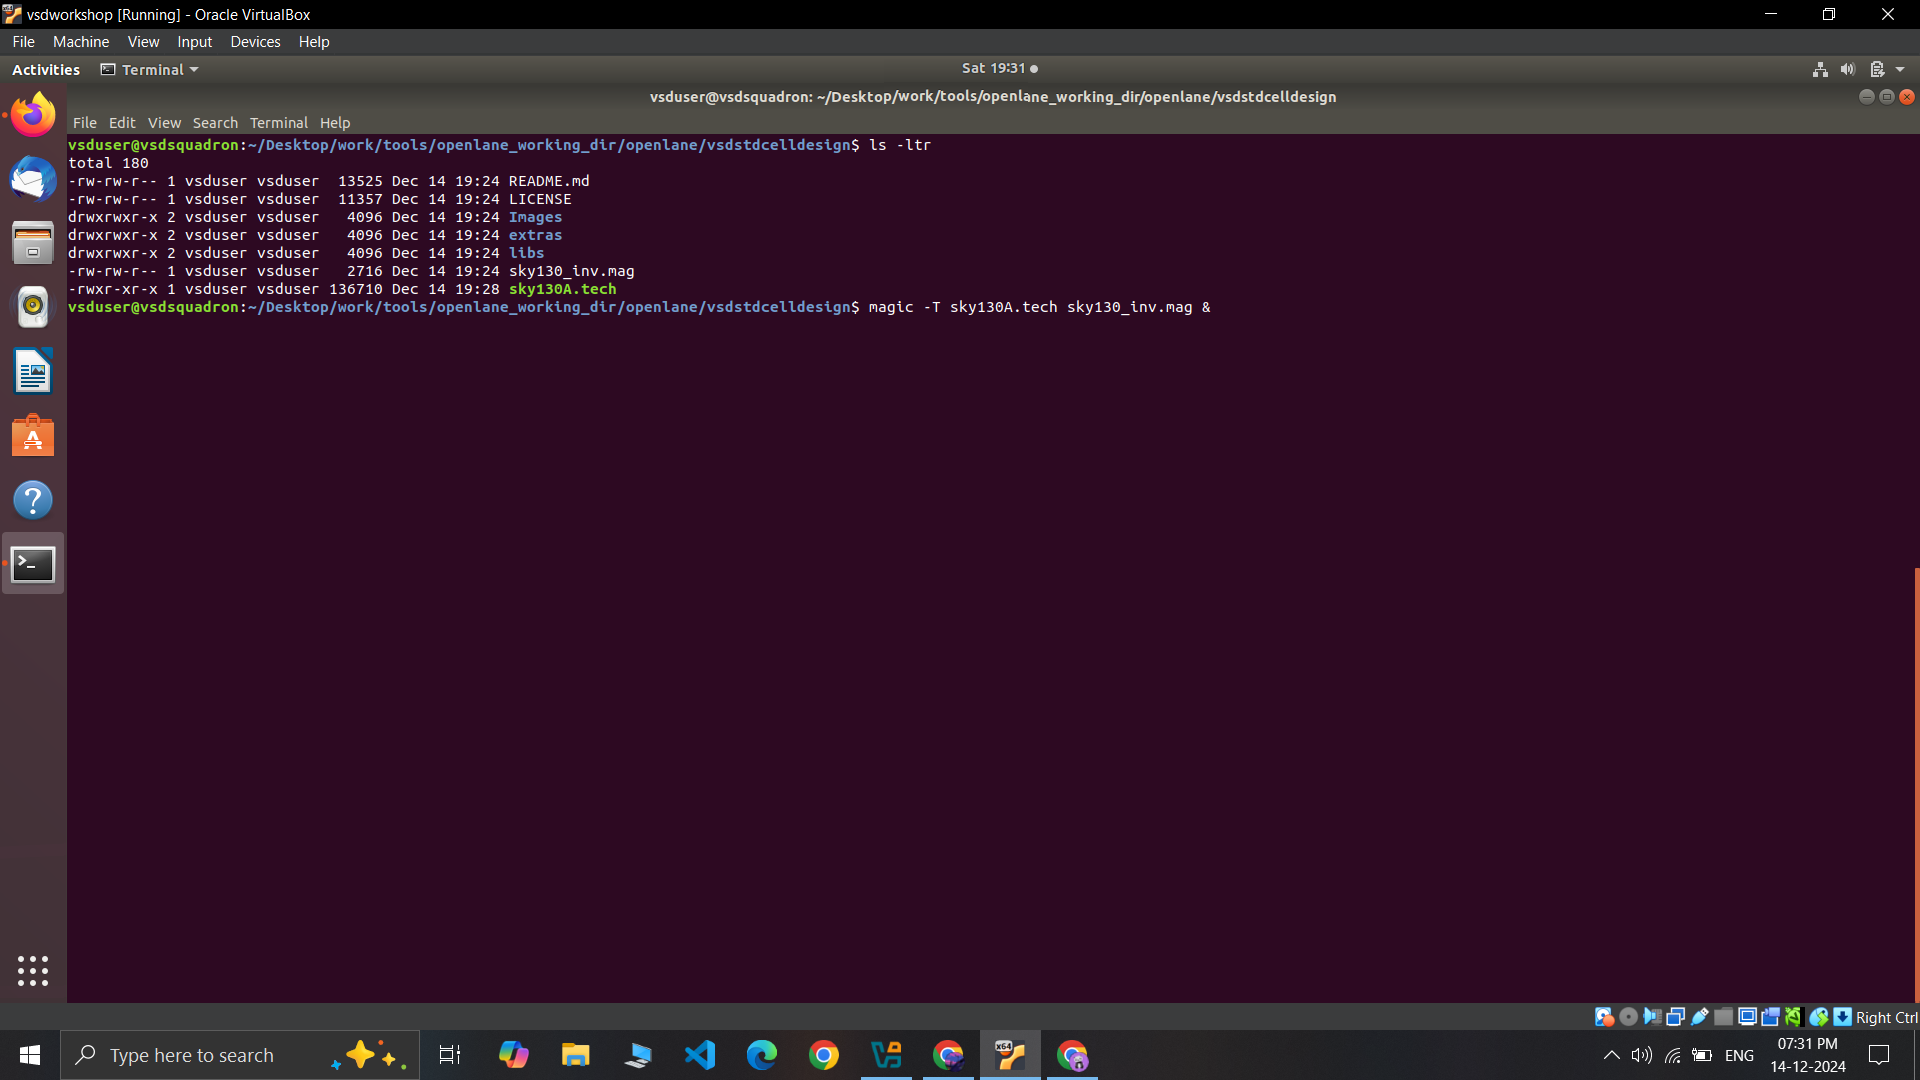 vsdworkshop [Running] - Oracle VirtualBox
File Machine View Input Devices Help
Activities Terminal Sat 19:31
vsduser@vsdsquadron: ~/Desktop/work/tools/openlane_working_dir/openlane/vsdstdcelldesign
File Edit View Search Terminal Help
vsduser@vsdsquadron:~/Desktop/work/tools/openlane_working_dir/openlane/vsdstdcelldesign$ ls -ltr
total 180
-rw-rw-r-- 1 vsduser vsduser  13525 Dec 14 19:24 README.md
-rw-rw-r-- 1 vsduser vsduser  11357 Dec 14 19:24 LICENSE
drwxrwxr-x 2 vsduser vsduser   4096 Dec 14 19:24 Images
drwxrwxr-x 2 vsduser vsduser   4096 Dec 14 19:24 extras
drwxrwxr-x 2 vsduser vsduser   4096 Dec 14 19:24 libs
-rw-rw-r-- 1 vsduser vsduser   2716 Dec 14 19:24 sky130_inv.mag
-rwxr-xr-x 1 vsduser vsduser 136710 Dec 14 19:28 sky130A.tech
vsduser@vsdsquadron:~/Desktop/work/tools/openlane_working_dir/openlane/vsdstdcelldesign$ magic -T sky130A.tech sky130_inv.mag &
Right Ctrl
Type here to search
x64
ENG
07:31 PM
14-12-2024